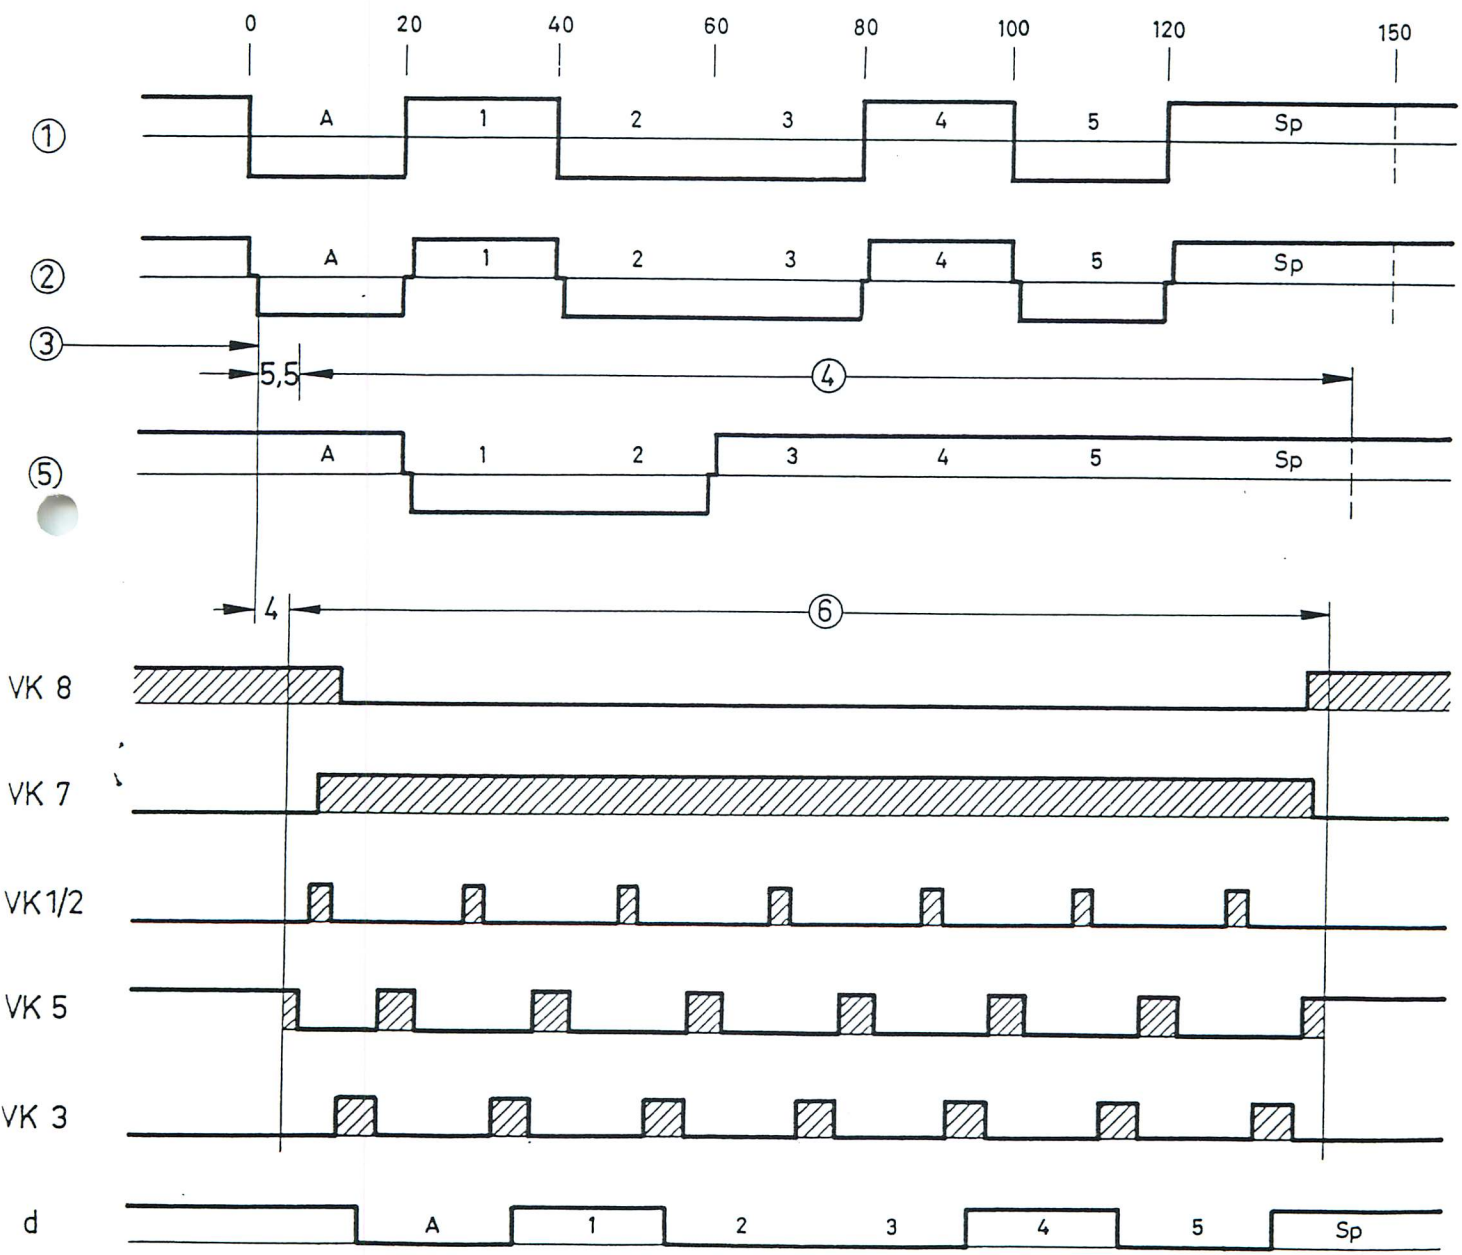 0 20 40 60 80 100 120 150
① A 1 2 3 4 5 Sp
② A 1 2 3 4 5 Sp
③
5,5 ④
⑤ A 1 2 3 4 5 Sp
4 ⑥
VK 8
VK 7
VK1/2
VK 5
VK 3
d A 1 2 3 4 5 Sp